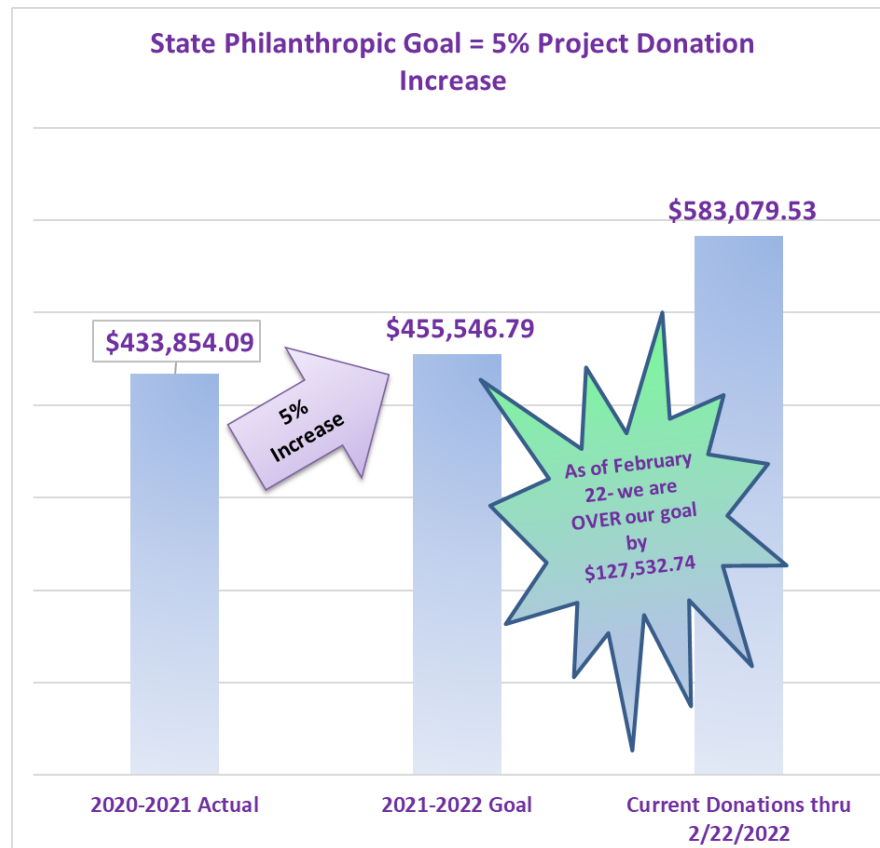 State Philanthropic Goal = 5% Project Donation
Increase
$583,079.53
$433,854.09
$455,546.79
5%
Increase
As of February
22- we are
OVER our goal
by
$127,532.74
2020-2021 Actual
2021-2022 Goal
Current Donations thru
2/22/2022